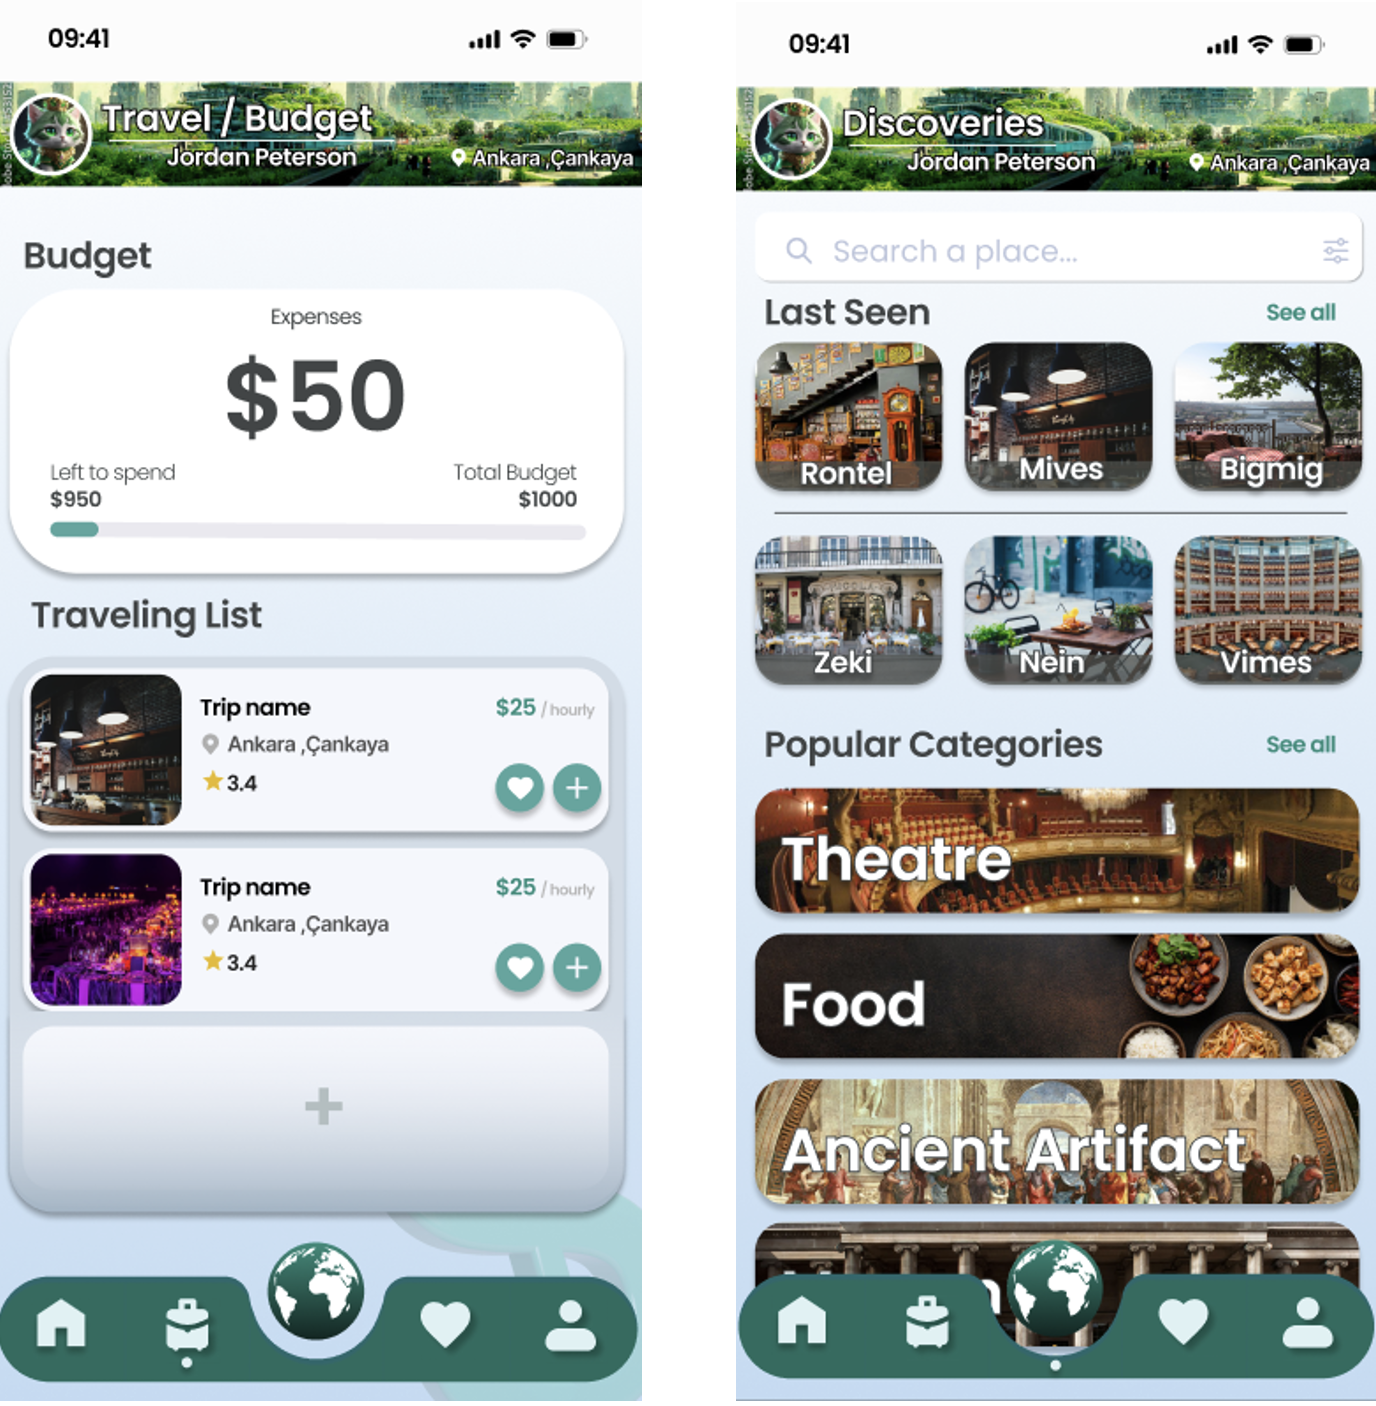 09:41
Travel / Budget
Jordan Peterson
Ankara ,Çankaya
Budget
Expenses
$50
Left to spend
Total Budget
$950
$1000
Traveling List
Trip name
$25 / hourly
Ankara ,Çankaya
3.4
Trip name
$25 / hourly
Ankara ,Çankaya
3.4
09:41
Discoveries
Jordan Peterson
Ankara ,Çankaya
Search a place...
Last Seen
See all
Rontel
Mives
Bigmig
Zeki
Nein
Vimes
Popular Categories
See all
Theatre
Food
Ancient Artifact